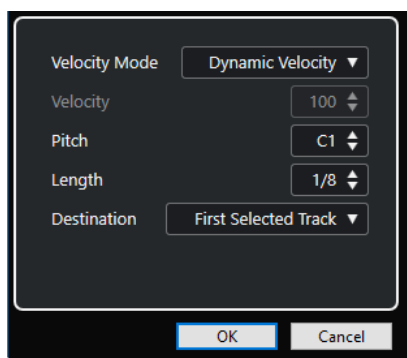 Velocity Mode Dynamic Velocity
Velocity 100
Pitch C1
Length 1/8
Destination First Selected Track
OK Cancel